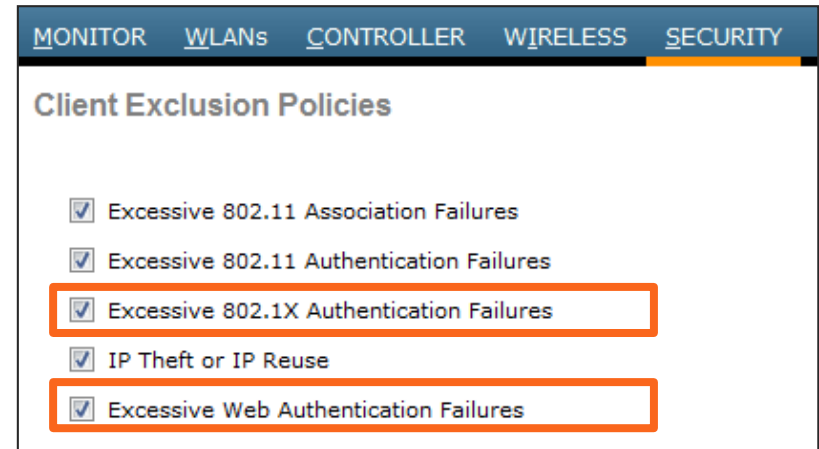 MONITOR WLANs CONTROLLER WIRELESS SECURITY
Client Exclusion Policies
Excessive 802.11 Association Failures
Excessive 802.11 Authentication Failures
Excessive 802.1X Authentication Failures
IP Theft or IP Reuse
Excessive Web Authentication Failures